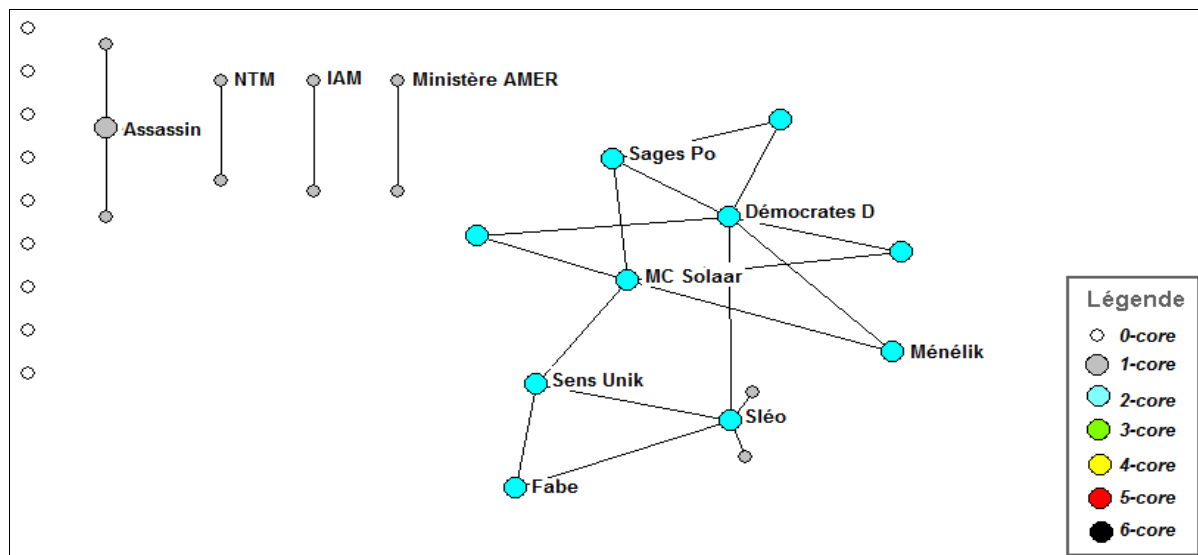 NTM
IAM
Ministère AMER
Assassin
Sages Po
Démocrates D
MC Solaar
Ménélik
Sens Unik
Sléo
Fabe
Légende
0-core
1-core
2-core
3-core
4-core
5-core
6-core